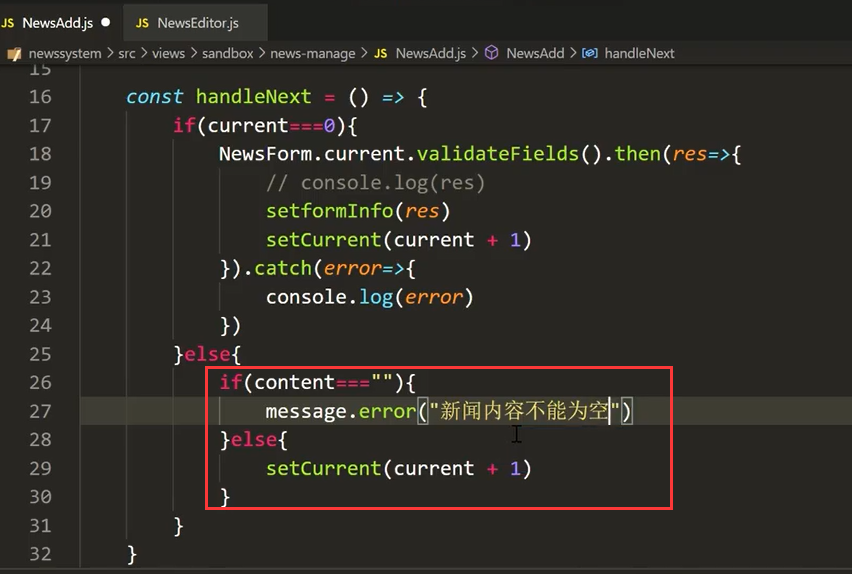 JS NewsAdd.js ● JS NewsEditor.js
newssystem > src > views > sandbox > news-manage > JS NewsAdd.js > NewsAdd > handleNext
15
16 const handleNext = () => {
17 if(current===0){
18 NewsForm.current.validateFields().then(res=>{
19 // console.log(res)
20 setformInfo(res)
21 setCurrent(current + 1)
22 }).catch(error=>{
23 console.log(error)
24 })
25 }else{
26 if(content===""){
27 message.error("新闻内容不能为空")
28 }else{
29 setCurrent(current + 1)
30 }
31 }
32 }